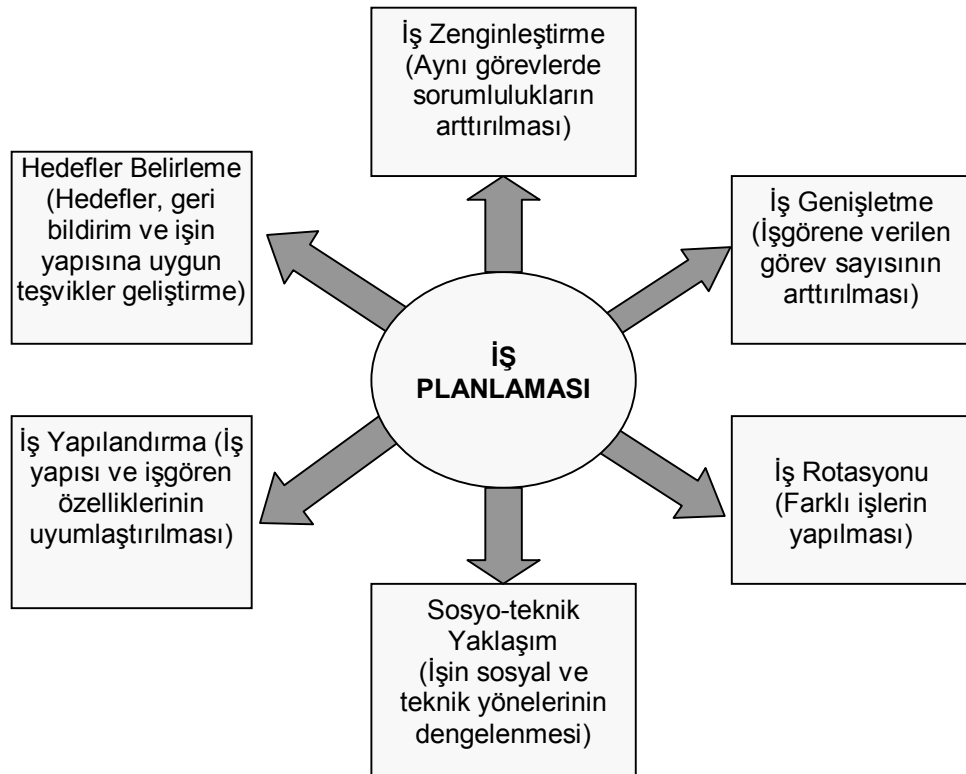 İş Zenginleştirme
(Aynı görevlerde
sorumlulukların
arttırılması)
Hedefler Belirleme
(Hedefler, geri
bildirim ve işin
yapısına uygun
teşvikler geliştirme)
İş Genişletme
(İşgörene verilen
görev sayısının
arttırılması)
İŞ
PLANLAMASI
İş Yapılandırma (İş
yapısı ve işgören
özelliklerinin
uyumlaştırılması)
İş Rotasyonu
(Farklı işlerin
yapılması)
Sosyo-teknik
Yaklaşım
(İşin sosyal ve
teknik yönelerinin
dengelenmesi)